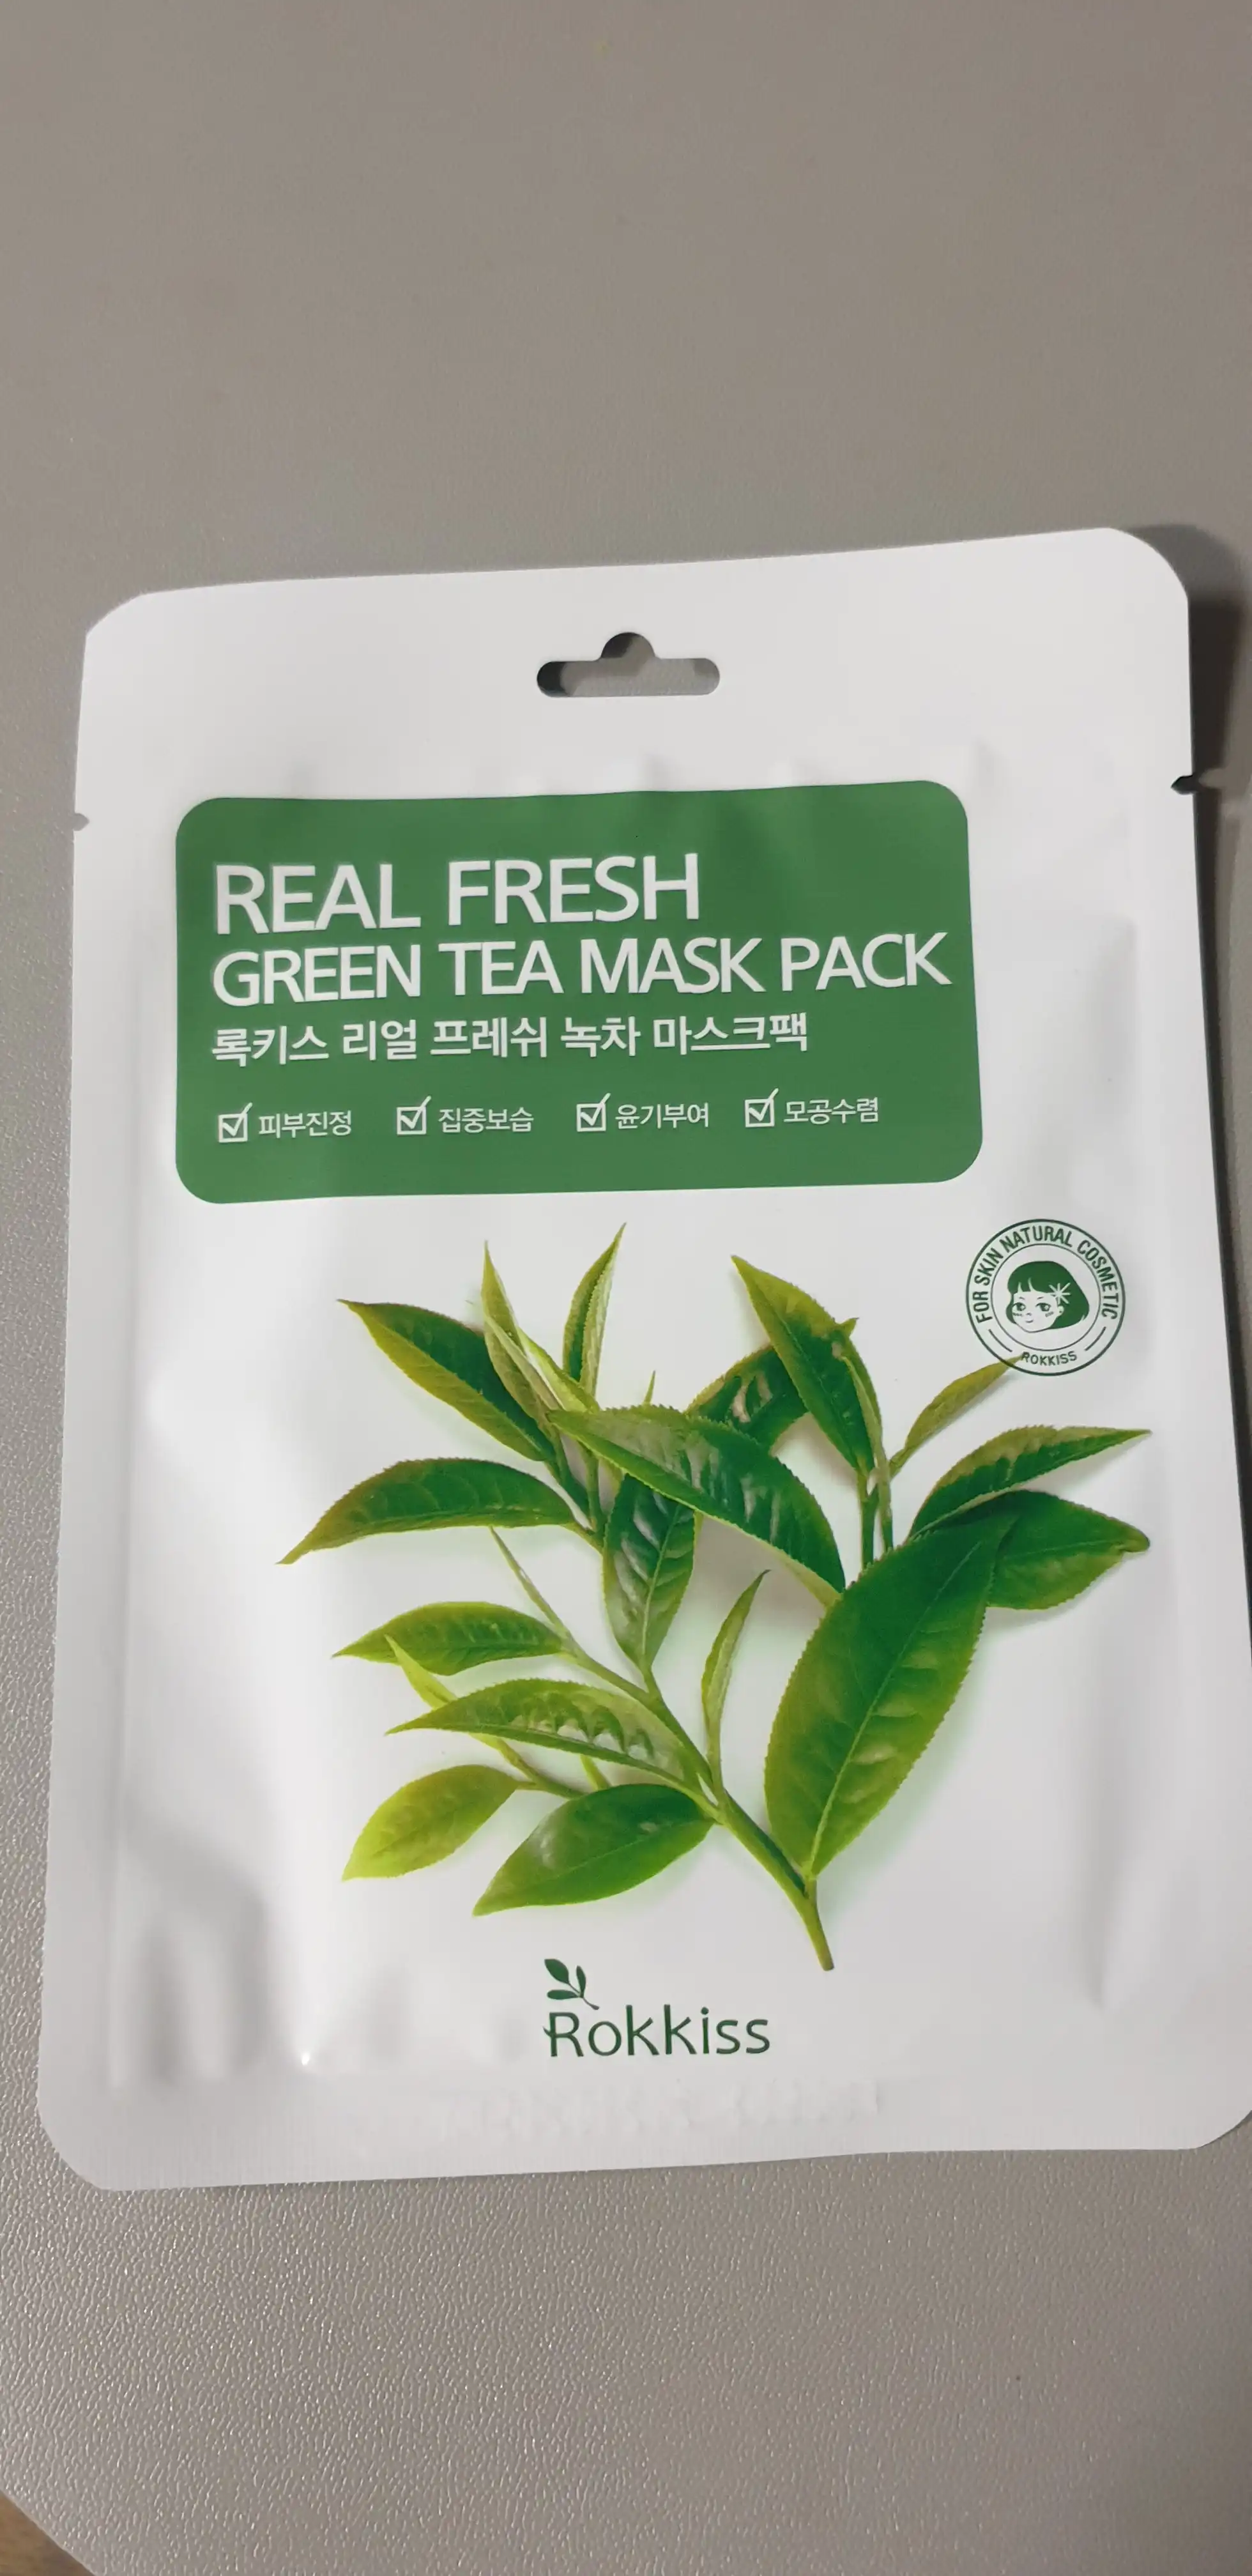 REAL FRESH
GREEN TEA MASK PACK
록키스 리얼 프레쉬 녹차 마스크팩
피부진정 집중보습 윤기부여 모공수렴
FOR SKIN NATURAL COSMETIC
ROKKISS
Rokkiss